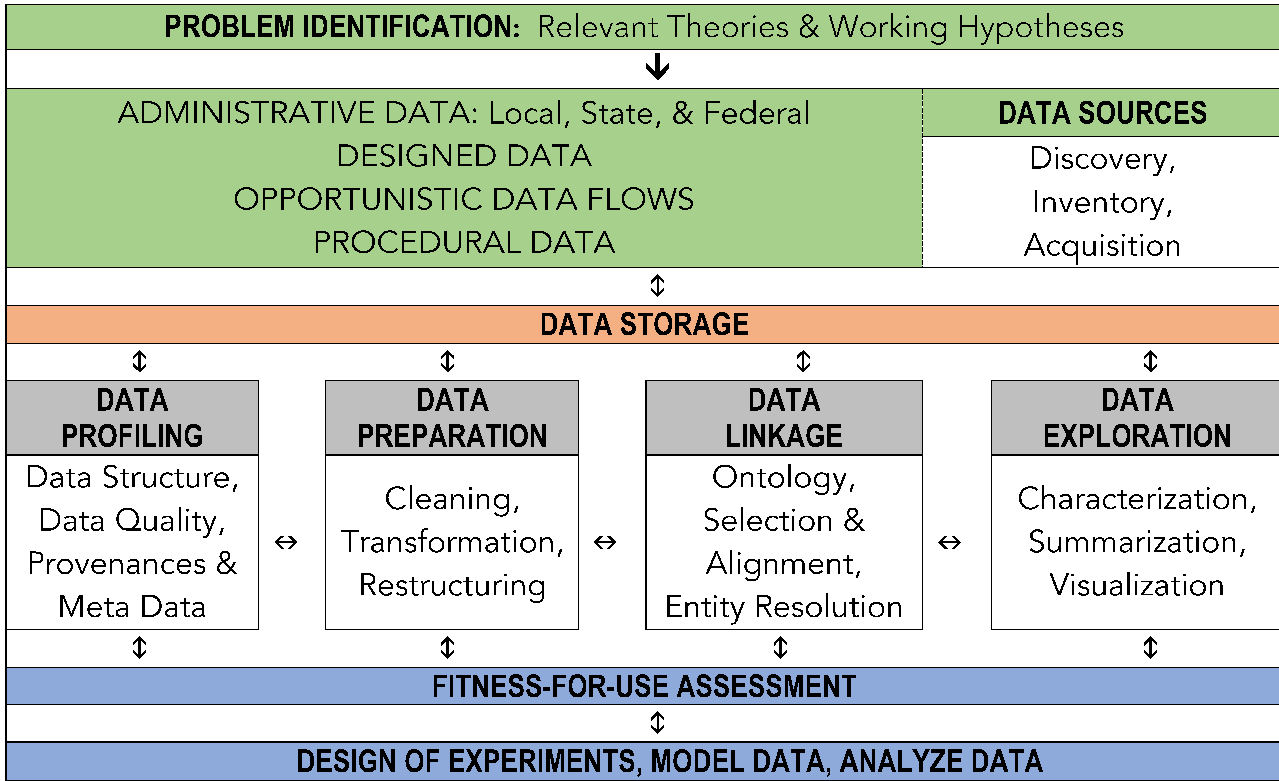 PROBLEM IDENTIFICATION: Relevant Theories & Working Hypotheses
ADMINISTRATIVE DATA: Local, State, & Federal
DESIGNED DATA
OPPORTUNISTIC DATA FLOWS
PROCEDURAL DATA
DATA SOURCES
Discovery,
Inventory,
Acquisition
DATA STORAGE
DATA
PROFILING
Data Structure,
Data Quality,
Provenances &
Meta Data
DATA
PREPARATION
Cleaning,
Transformation,
Restructuring
DATA
LINKAGE
Ontology,
Selection &
Alignment,
Entity Resolution
DATA
EXPLORATION
Characterization,
Summarization,
Visualization
FITNESS-FOR-USE ASSESSMENT
DESIGN OF EXPERIMENTS, MODEL DATA, ANALYZE DATA